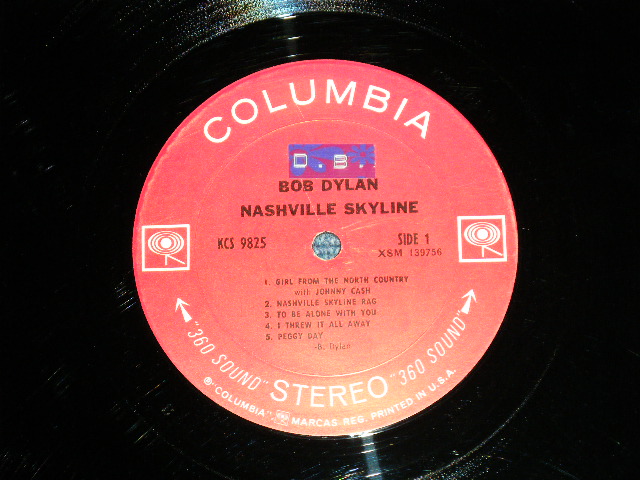 COLUMBIA
D.B.
BOB DYLAN
NASHVILLE SKYLINE
KCS 9825
SIDE 1
XSM 139756
1. GIRL FROM THE NORTH COUNTRY
with JOHNNY CASH
2. NASHVILLE SKYLINE RAG
3. TO BE ALONE WITH YOU
4. I THREW IT ALL AWAY
5. PEGGY DAY
-B. Dylan
"360 SOUND" STEREO "360 SOUND"
® "COLUMBIA" MARCAS REG. PRINTED IN U.S.A.